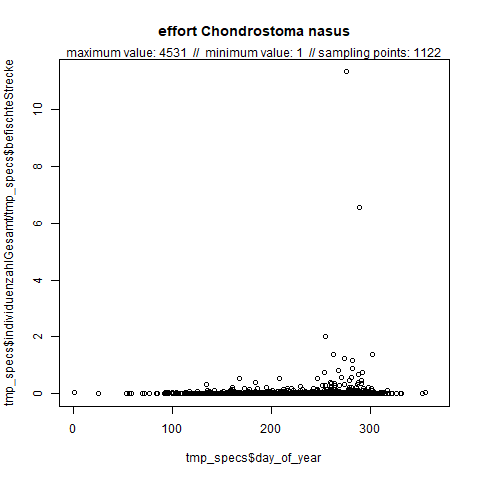 effort Chondrostoma nasus
maximum value: 4531 // minimum value: 1 // sampling points: 1122
tmp_specs$individuenzahlGesamt/tmp_specs$befischteStrecke
10
8
6
4
2
0
0 100 200 300
tmp_specs$day_of_year